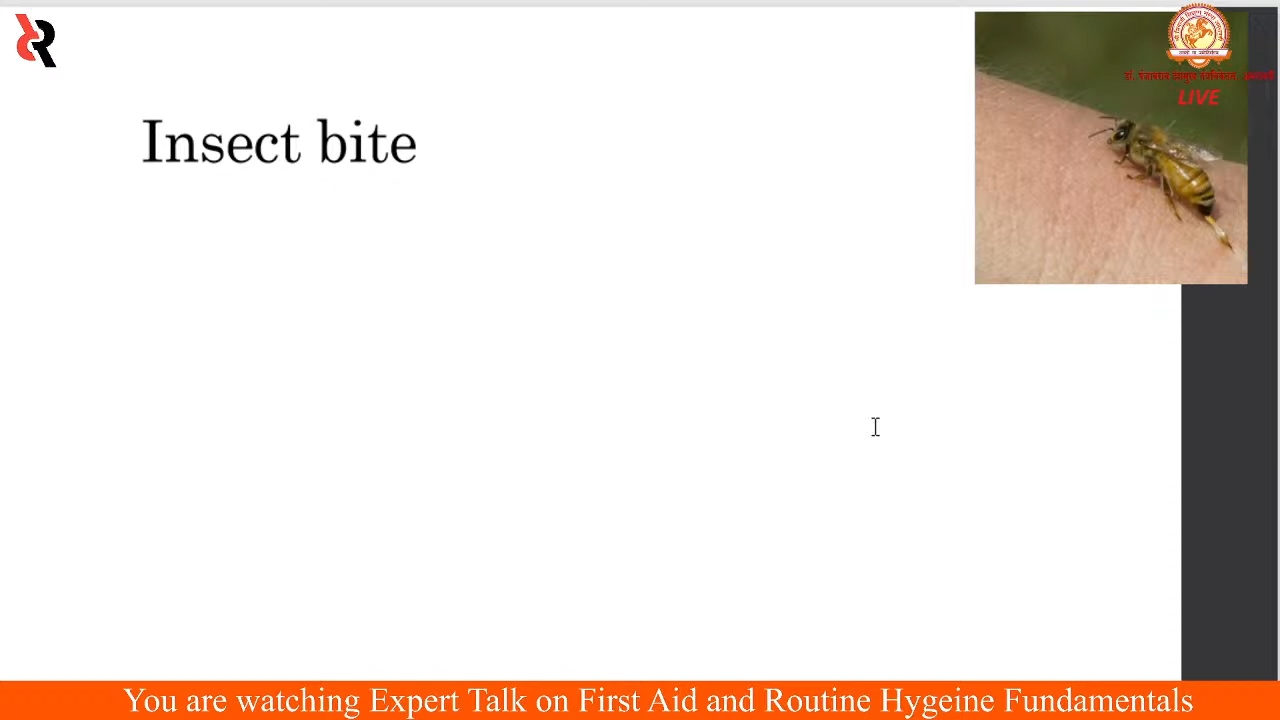 Insect bite
LIVE
You are watching Expert Talk on First Aid and Routine Hygeine Fundamentals